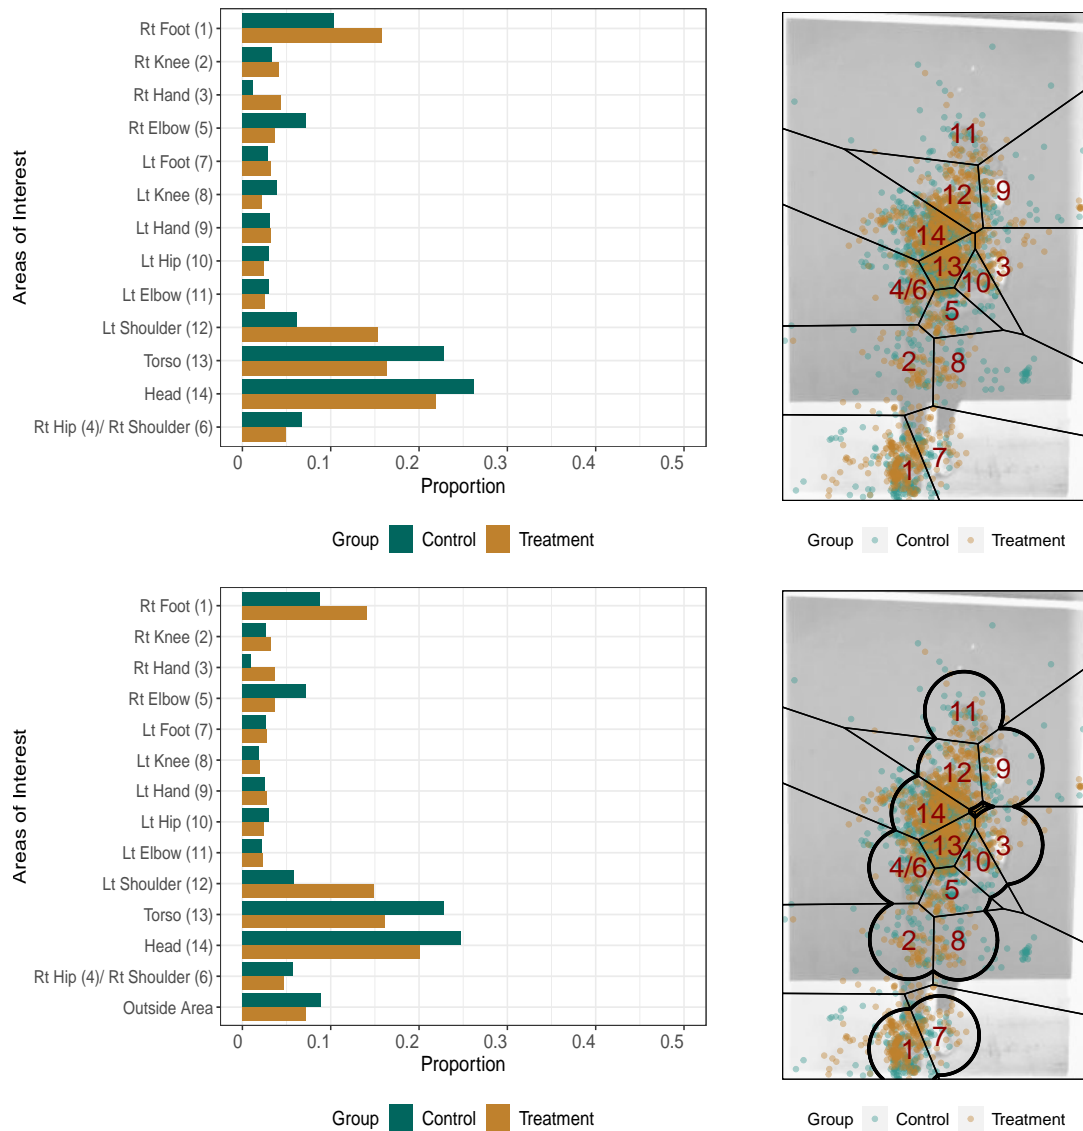 Areas of Interest
Rt Foot (1)
Rt Knee (2)
Rt Hand (3)
Rt Elbow (5)
Lt Foot (7)
Lt Knee (8)
Lt Hand (9)
Lt Hip (10)
Lt Elbow (11)
Lt Shoulder (12)
Torso (13)
Head (14)
Rt Hip (4)/ Rt Shoulder (6)
0 0.1 0.2 0.3 0.4 0.5
Proportion
Group Control Treatment
11
9
12
14
3
13
10
4/6
5
2 8
7
1
Group Control Treatment
Areas of Interest
Rt Foot (1)
Rt Knee (2)
Rt Hand (3)
Rt Elbow (5)
Lt Foot (7)
Lt Knee (8)
Lt Hand (9)
Lt Hip (10)
Lt Elbow (11)
Lt Shoulder (12)
Torso (13)
Head (14)
Rt Hip (4)/ Rt Shoulder (6)
Outside Area
0 0.1 0.2 0.3 0.4 0.5
Proportion
Group Control Treatment
11
9
12
14
3
13
10
4/6
5
2 8
7
1
Group Control Treatment